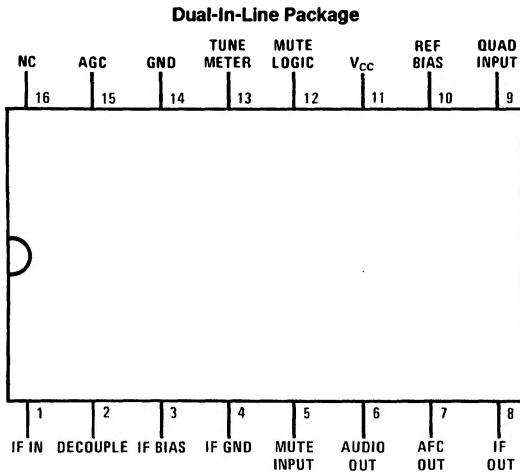 Dual-In-Line Package
TUNE MUTE REF QUAD
NC AGC GND METER LOGIC VCC BIAS INPUT
16 15 14 13 12 11 10 9
1 2 3 4 5 6 7 8
IF IN DECOUPLE IF BIAS IF GND MUTE AUDIO AFC IF
INPUT OUT OUT OUT